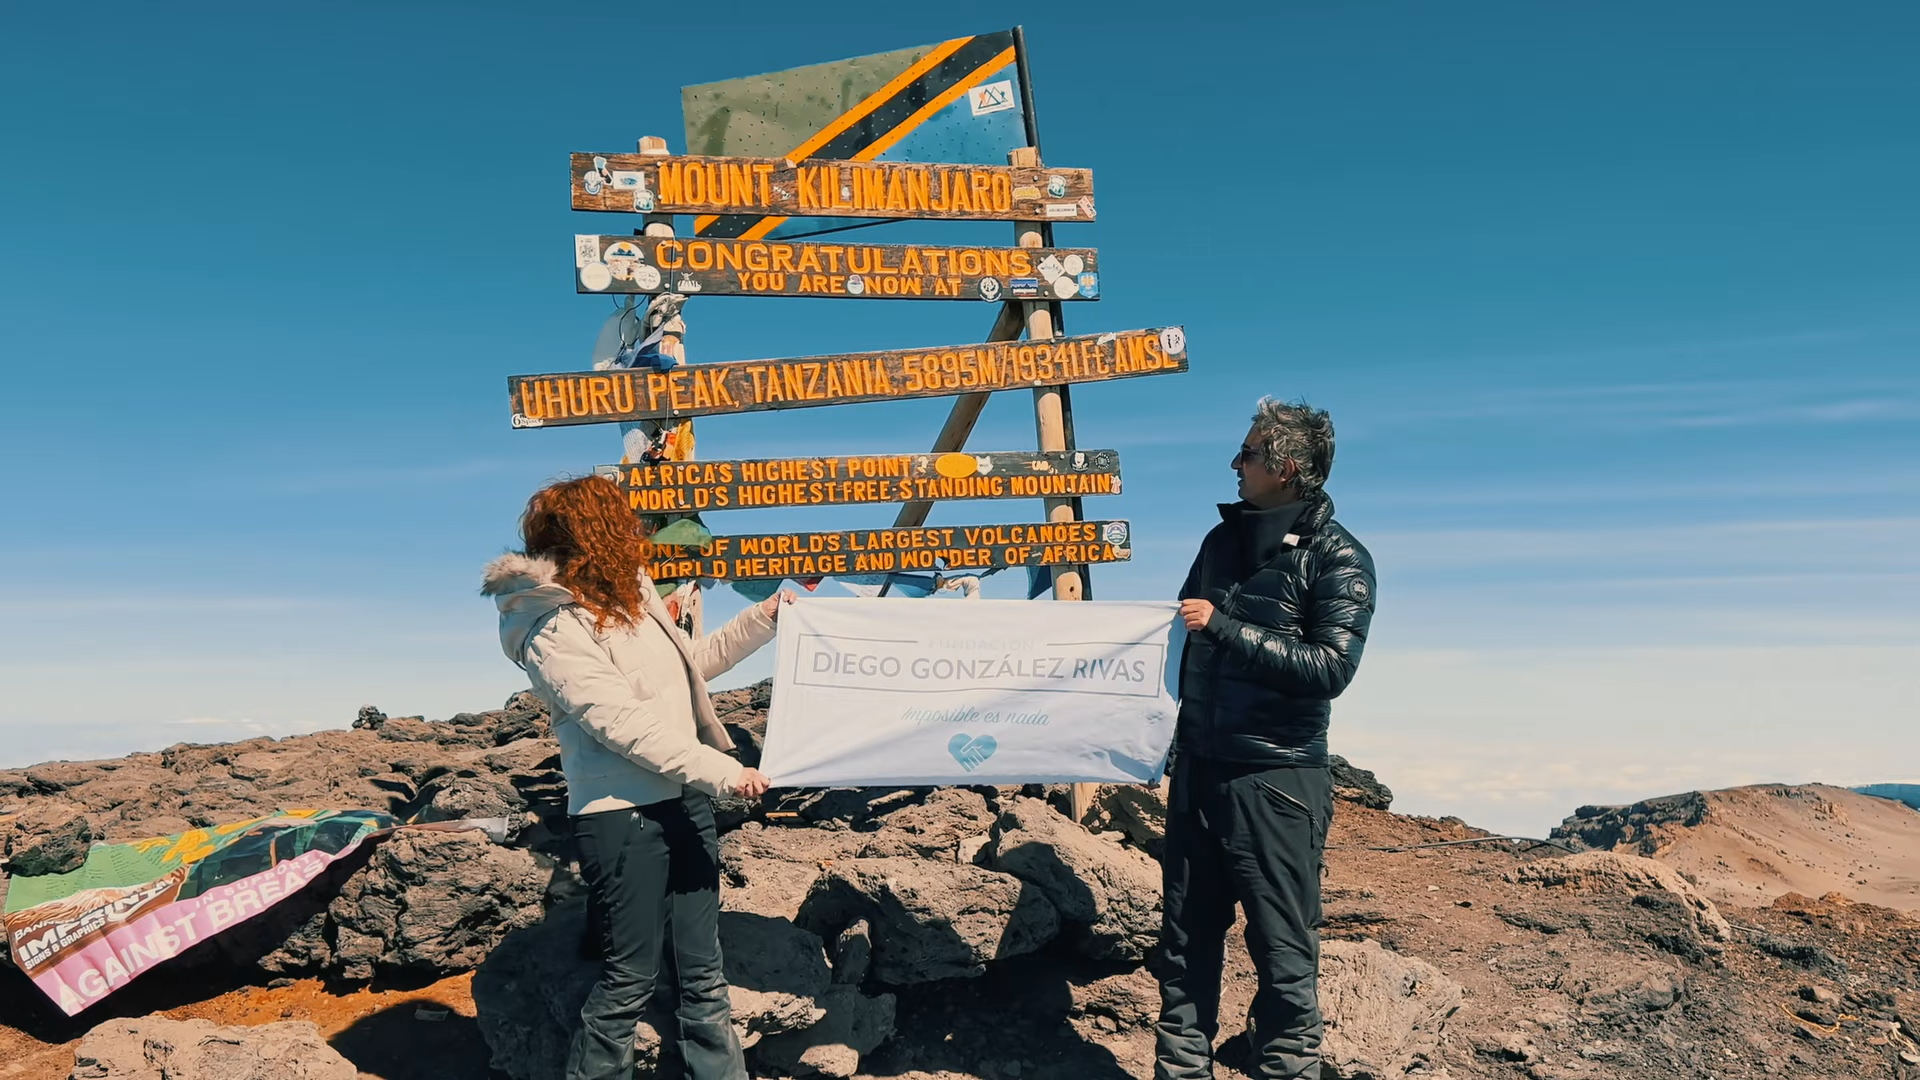 MOUNT KILIMANJARO
CONGRATULATIONS
YOU ARE NOW AT
UHURU PEAK, TANZANIA, 5895M/19341Ft AMSL
AFRICA'S HIGHEST POINT
WORLD'S HIGHEST FREE-STANDING MOUNTAIN
ONE OF WORLD'S LARGEST VOLCANOES
WORLD HERITAGE AND WONDER OF AFRICA
FUNDACIÓN
DIEGO GONZÁLEZ RIVAS
Imposible es nada
IN SUPPORT
AGAINST BREAS
SIGNS & GRAPHICS